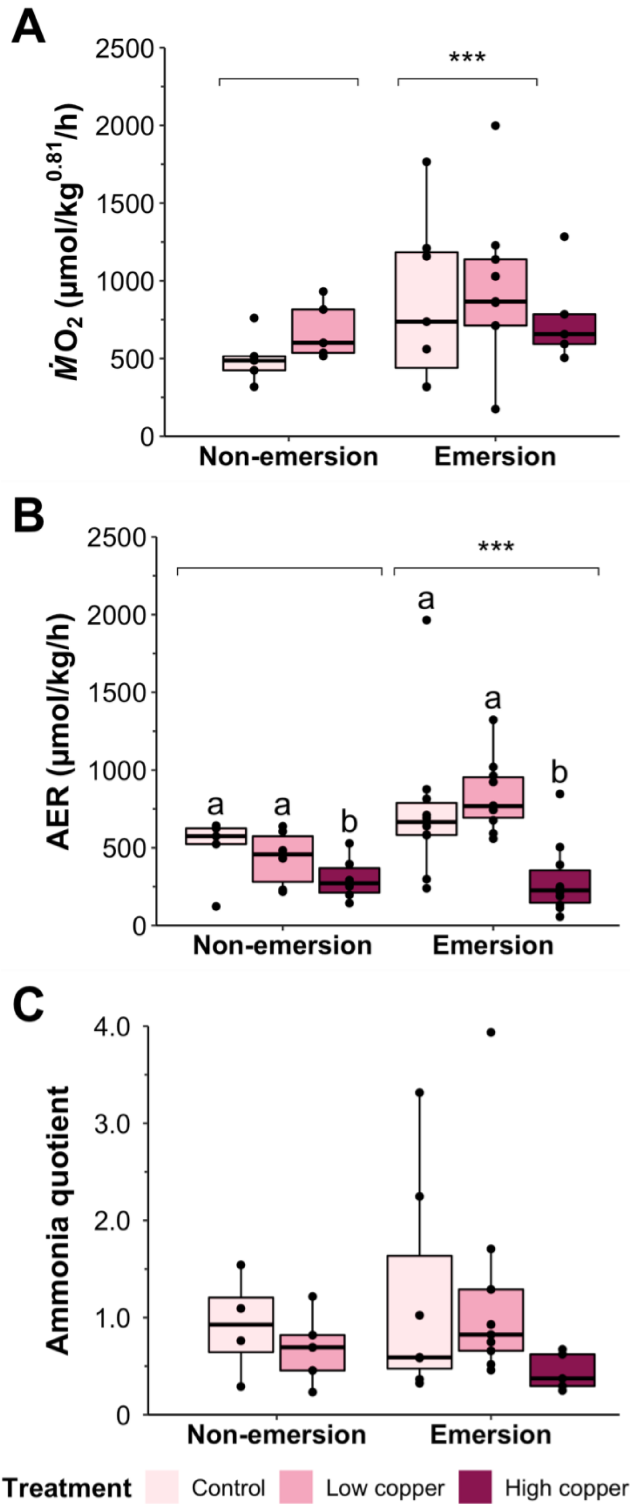 A
ṀO₂ (µmol/kg^0.81/h)
2500
2000
1500
1000
500
0
***
Non-emersion Emersion
B
AER (µmol/kg/h)
2500
2000
1500
1000
500
0
***
a a b a a b
Non-emersion Emersion
C
Ammonia quotient
4.0
3.0
2.0
1.0
0
Non-emersion Emersion
Treatment Control Low copper High copper